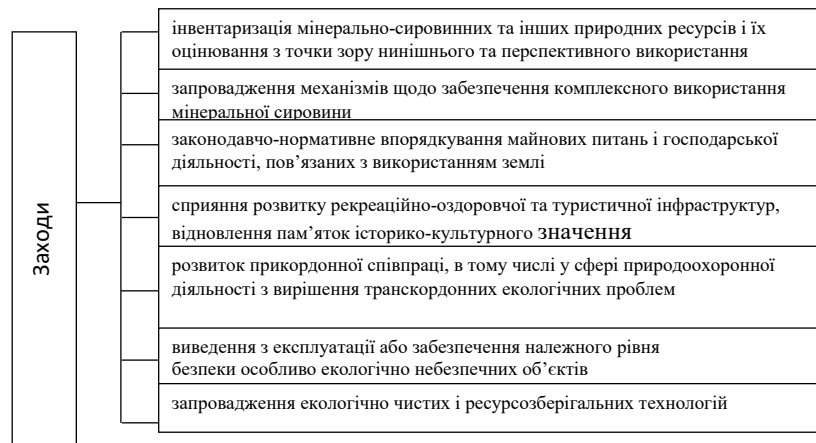 Заходи
інвентаризація мінерально-сировинних та інших природних ресурсів і їх
оцінювання з точки зору нинішнього та перспективного використання
запровадження механізмів щодо забезпечення комплексного використання
мінеральної сировини
законодавчо-нормативне впорядкування майнових питань і господарської
діяльності, пов’язаних з використанням землі
сприяння розвитку рекреаційно-оздоровчої та туристичної інфраструктур,
відновлення пам’яток історико-культурного значення
розвиток прикордонної співпраці, в тому числі у сфері природоохоронної
діяльності з вирішення транскордонних екологічних проблем
виведення з експлуатації або забезпечення належного рівня
безпеки особливо екологічно небезпечних об’єктів
запровадження екологічно чистих і ресурсозберігальних технологій